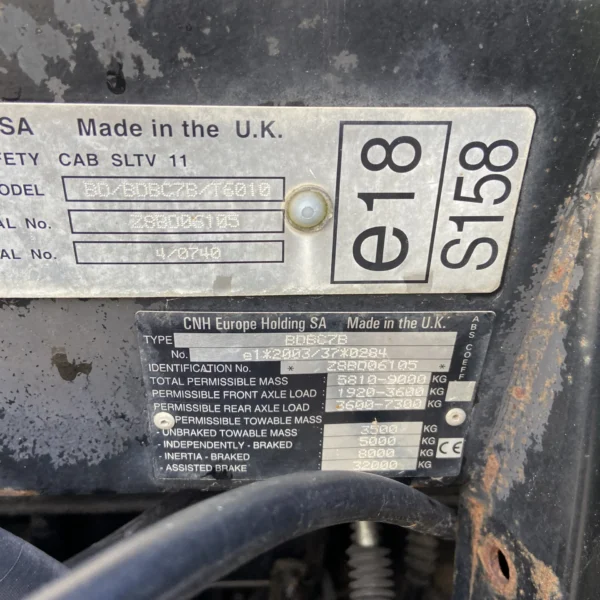 SA Made in the U.K.
FETY CAB SLTV 11
MODEL BD/BDBC7B/T6010
AL No. Z8BD06105
AL No. 4/0740
e18
S158
CNH Europe Holding SA Made in the U.K.
TYPE BDBC7B
No. e1*2003/37*0284
IDENTIFICATION No. * Z8BD06105 *
TOTAL PERMISSIBLE MASS 5810-9000 KG
PERMISSIBLE FRONT AXLE LOAD : 1920-3600 KG
PERMISSIBLE REAR AXLE LOAD : 3600-7300 KG
PERMISSIBLE TOWABLE MASS
- UNBRAKED TOWABLE MASS : 3500 KG
- INDEPENDENTLY - BRAKED : 5000 KG
- INERTIA - BRAKED : 8000 KG
- ASSISTED BRAKE : 32000 KG
ABS COEFF
CE